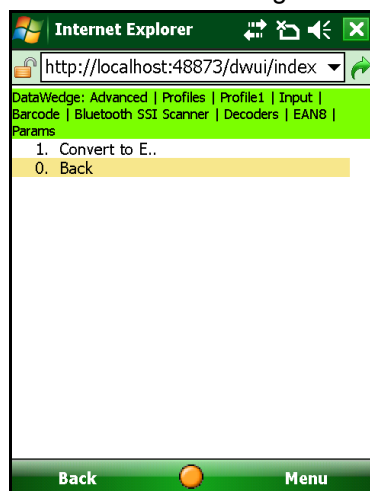 Internet Explorer
http://localhost:48873/dwui/index
DataWedge: Advanced | Profiles | Profile1 | Input |
Barcode | Bluetooth SSI Scanner | Decoders | EAN8 |
Params
1. Convert to E..
0. Back
Back Menu